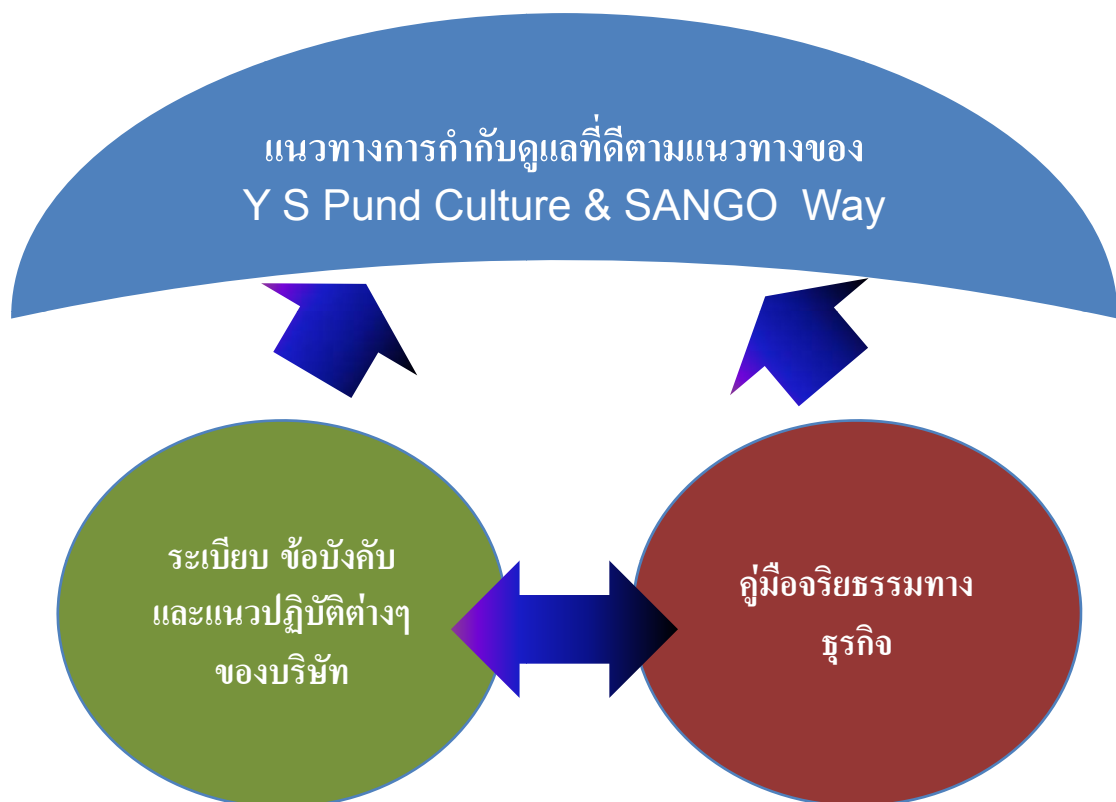 แนวทางการกำกับดูแลที่ดีตามแนวทางของ
Y S Pund Culture & SANGO Way
ระเบียบ ข้อบังคับ
และแนวปฏิบัติต่างๆ
ของบริษัท
คู่มือจริยธรรมทาง
ธุรกิจ